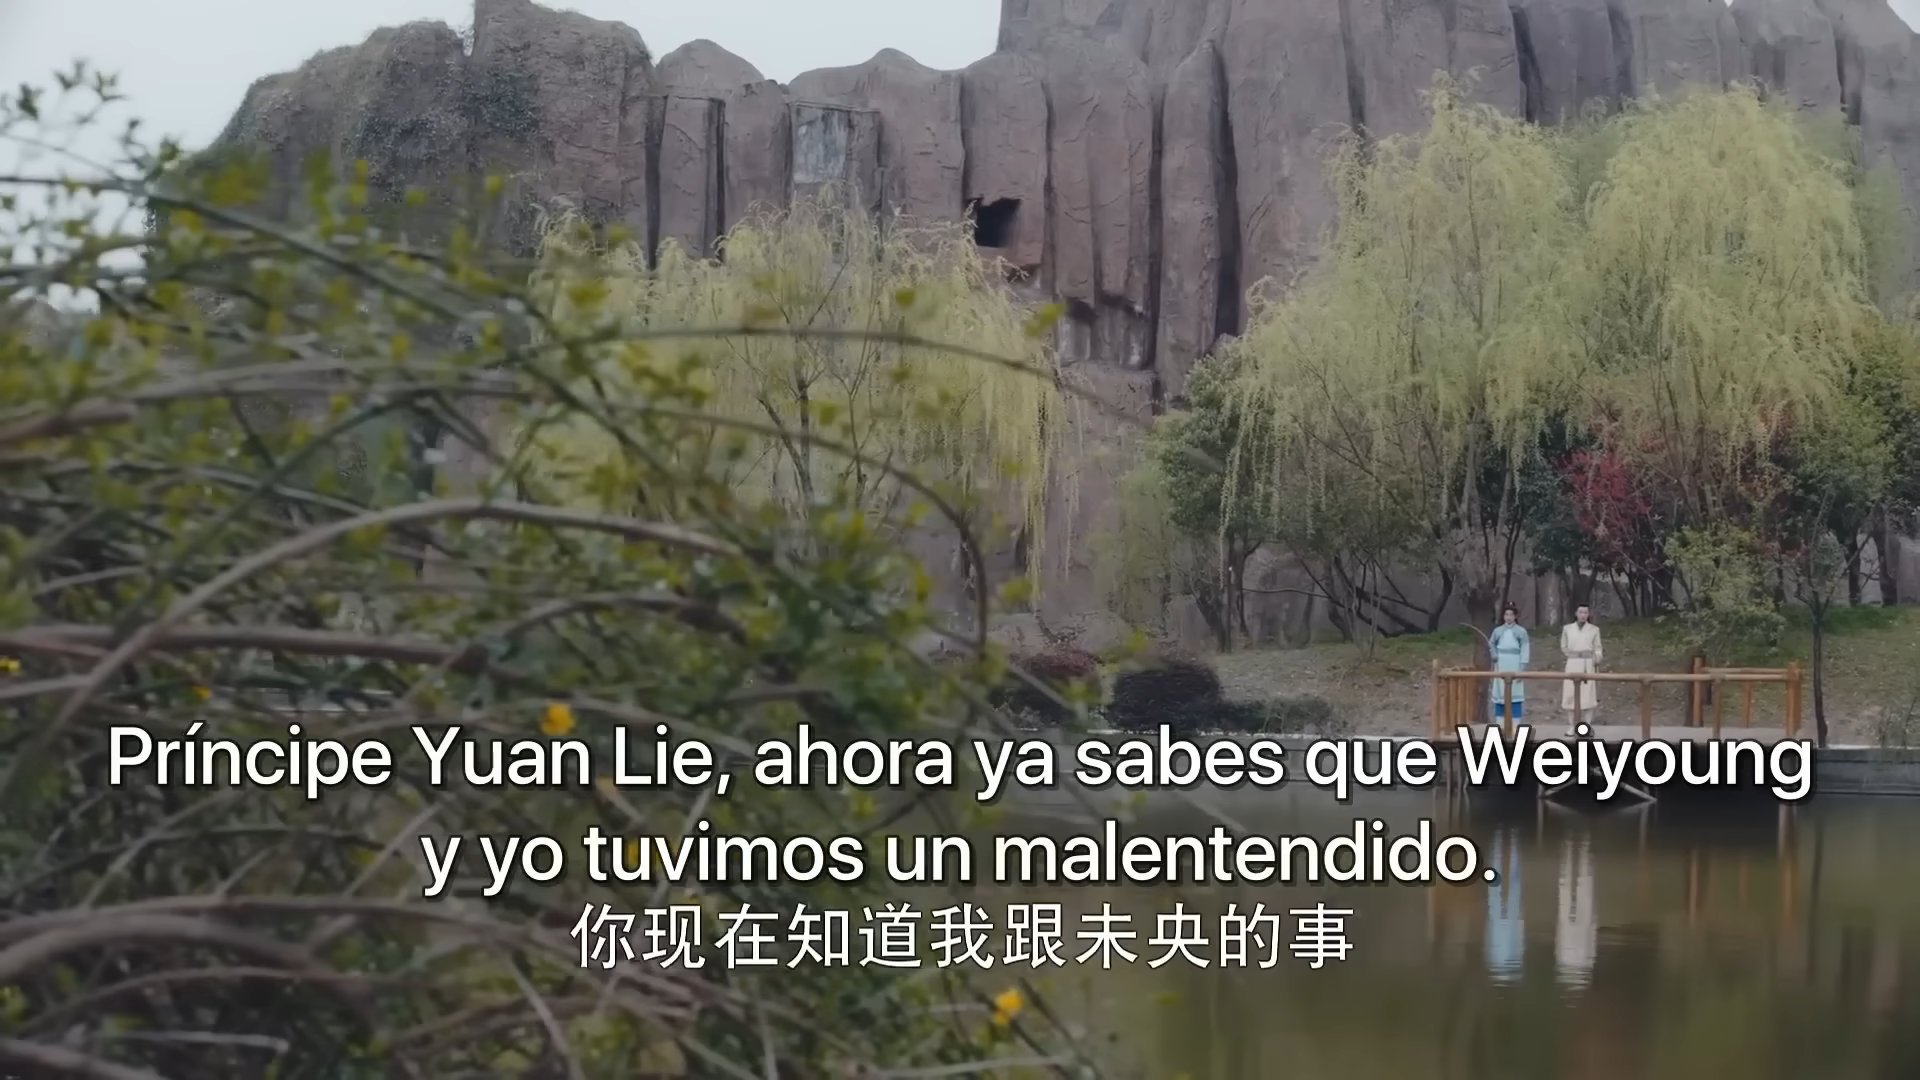 Príncipe Yuan Lie, ahora ya sabes que Weiyoung
y yo tuvimos un malentendido.
你现在知道我跟未央的事